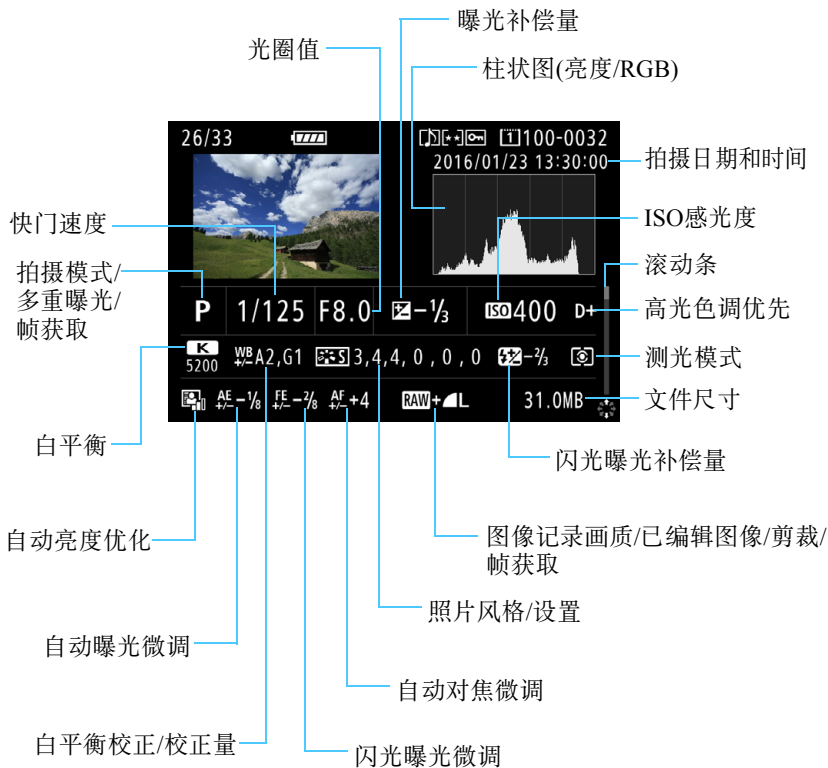 曝光补偿量
光圈值
柱状图(亮度/RGB)
26/33
1 100-0032
2016/01/23 13:30:00
拍摄日期和时间
快门速度
ISO感光度
拍摄模式/
多重曝光/
帧获取
滚动条
P 1/125 F8.0 -1/3 ISO 400 D+
高光色调优先
K
5200
WB +/- A2,G1
S 3,4,4,0,0,0
-2/3
测光模式
AE +/- -1/8
FE +/- -2/8
AF +/- +4
RAW+L
31.0MB
文件尺寸
白平衡
闪光曝光补偿量
自动亮度优化
图像记录画质/已编辑图像/剪裁/
帧获取
照片风格/设置
自动曝光微调
自动对焦微调
白平衡校正/校正量
闪光曝光微调